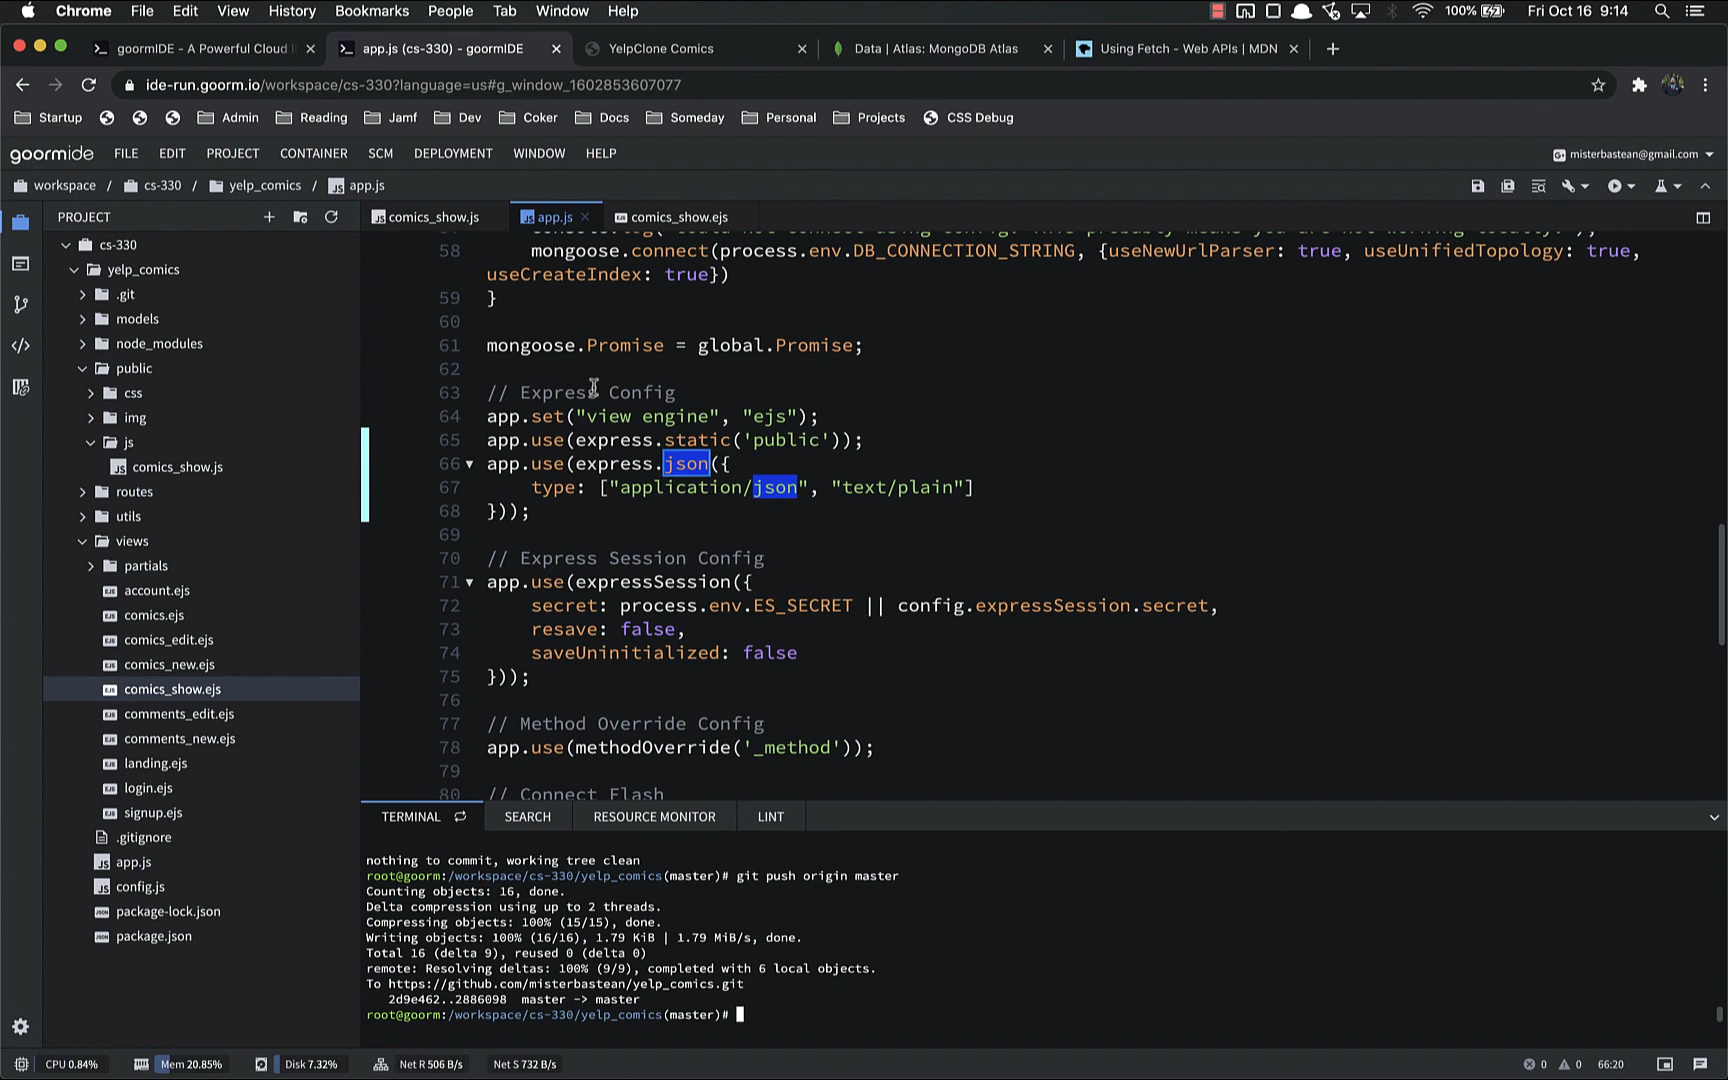 Chrome File Edit View History Bookmarks People Tab Window Help 100% Fri Oct 16 9:14
goormIDE - A Powerful Cloud
app.js (cs-330) - goormIDE
YelpClone Comics
Data | Atlas: MongoDB Atlas
Using Fetch - Web APIs | MDN
ide-run.goorm.io/workspace/cs-330?language=us#g_window_1602853607077
Startup Admin Reading Jamf Dev Coker Docs Someday Personal Projects CSS Debug
goormide FILE EDIT PROJECT CONTAINER SCM DEPLOYMENT WINDOW HELP misterbastean@gmail.com
workspace / cs-330 / yelp_comics / app.js
PROJECT
cs-330
yelp_comics
.git
models
node_modules
public
css
img
js
comics_show.js
routes
utils
views
partials
account.ejs
comics.ejs
comics_edit.ejs
comics_new.ejs
comics_show.ejs
comments_edit.ejs
comments_new.ejs
landing.ejs
login.ejs
signup.ejs
.gitignore
app.js
config.js
package-lock.json
package.json
comics_show.js app.js comics_show.ejs
58 mongoose.connect(process.env.DB_CONNECTION_STRING, {useNewUrlParser: true, useUnifiedTopology: true,
useCreateIndex: true})
59 }
60
61 mongoose.Promise = global.Promise;
62
63 // Express Config
64 app.set("view engine", "ejs");
65 app.use(express.static('public'));
66 app.use(express.json({
67 type: ["application/json", "text/plain"]
68 }));
69
70 // Express Session Config
71 app.use(expressSession({
72 secret: process.env.ES_SECRET || config.expressSession.secret,
73 resave: false,
74 saveUninitialized: false
75 }));
76
77 // Method Override Config
78 app.use(methodOverride('_method'));
79
80 // Connect Flash
TERMINAL SEARCH RESOURCE MONITOR LINT
nothing to commit, working tree clean
root@goorm:/workspace/cs-330/yelp_comics(master)# git push origin master
Counting objects: 16, done.
Delta compression using up to 2 threads.
Compressing objects: 100% (15/15), done.
Writing objects: 100% (16/16), 1.79 KiB | 1.79 MiB/s, done.
Total 16 (delta 9), reused 0 (delta 0)
remote: Resolving deltas: 100% (9/9), completed with 6 local objects.
To https://github.com/misterbastean/yelp_comics.git
2d9e462..2886098 master -> master
root@goorm:/workspace/cs-330/yelp_comics(master)#
CPU 0.84% Mem 20.85% Disk 7.32% Net R 506 B/s Net S 732 B/s 0 0 66:20